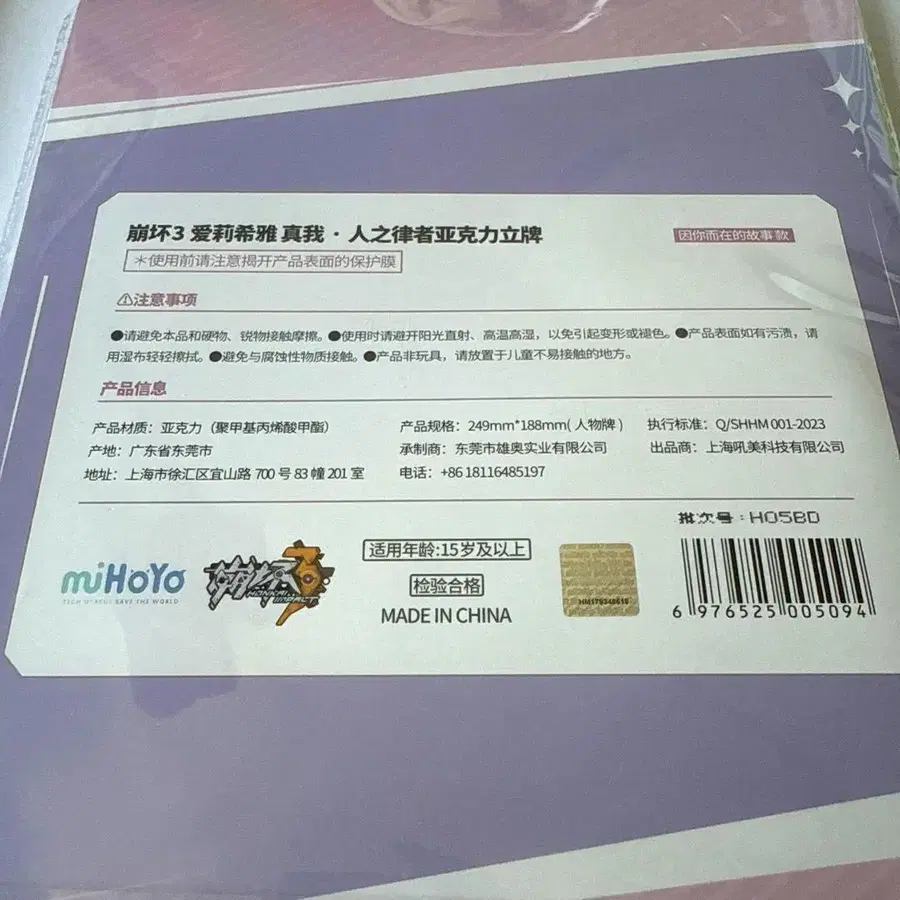 崩坏3 爱莉希雅 真我·人之律者亚克力立牌
因你而在的故事款
＊使用前请注意揭开产品表面的保护膜
⚠注意事项
●请避免本品和硬物、锐物接触摩擦。●使用时请避开阳光直射、高温高湿，以免引起变形或褪色。●产品表面如有污渍，请
用湿布轻轻擦拭。●避免与腐蚀性物质接触。●产品非玩具，请放置于儿童不易接触的地方。
产品信息
产品材质：亚克力（聚甲基丙烯酸甲酯）
产品规格：249mm*188mm( 人物牌 )
执行标准：Q/SHHM 001-2023
产地：广东省东莞市
承制商：东莞市雄奥实业有限公司
出品商：上海吼美科技有限公司
地址：上海市徐汇区宜山路 700 号 83 幢 201 室
电话：+86 18116485197
批次号：H05BD
miHoYo
TECH OTAKUS SAVE THE WORLD
崩坏3
HONKAI IMPACT
适用年龄:15岁及以上
检验合格
MADE IN CHINA
6 976525 005094